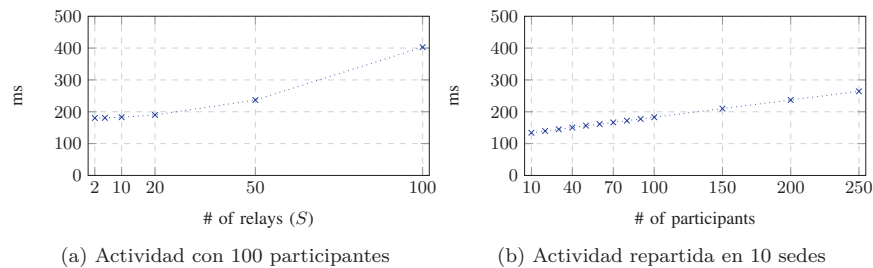 500
400
300
200
100
0
ms
2 10 20 50 100
# of relays (S)
(a) Actividad con 100 participantes
500
400
300
200
100
0
ms
10 40 70 100 150 200 250
# of participants
(b) Actividad repartida en 10 sedes